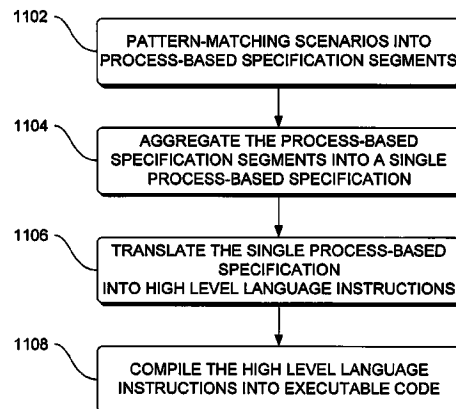 1102
PATTERN-MATCHING SCENARIOS INTO
PROCESS-BASED SPECIFICATION SEGMENTS
1104
AGGREGATE THE PROCESS-BASED
SPECIFICATION SEGMENTS INTO A SINGLE
PROCESS-BASED SPECIFICATION
1106
TRANSLATE THE SINGLE PROCESS-BASED
SPECIFICATION
INTO HIGH LEVEL LANGUAGE INSTRUCTIONS
1108
COMPILE THE HIGH LEVEL LANGUAGE
INSTRUCTIONS INTO EXECUTABLE CODE